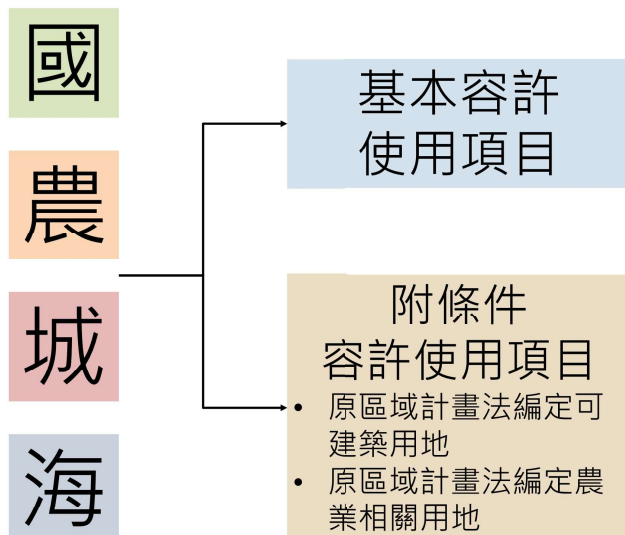 國
農
城
海
基本容許
使用項目
附條件
容許使用項目
• 原區域計畫法編定可
建築用地
• 原區域計畫法編定農
業相關用地